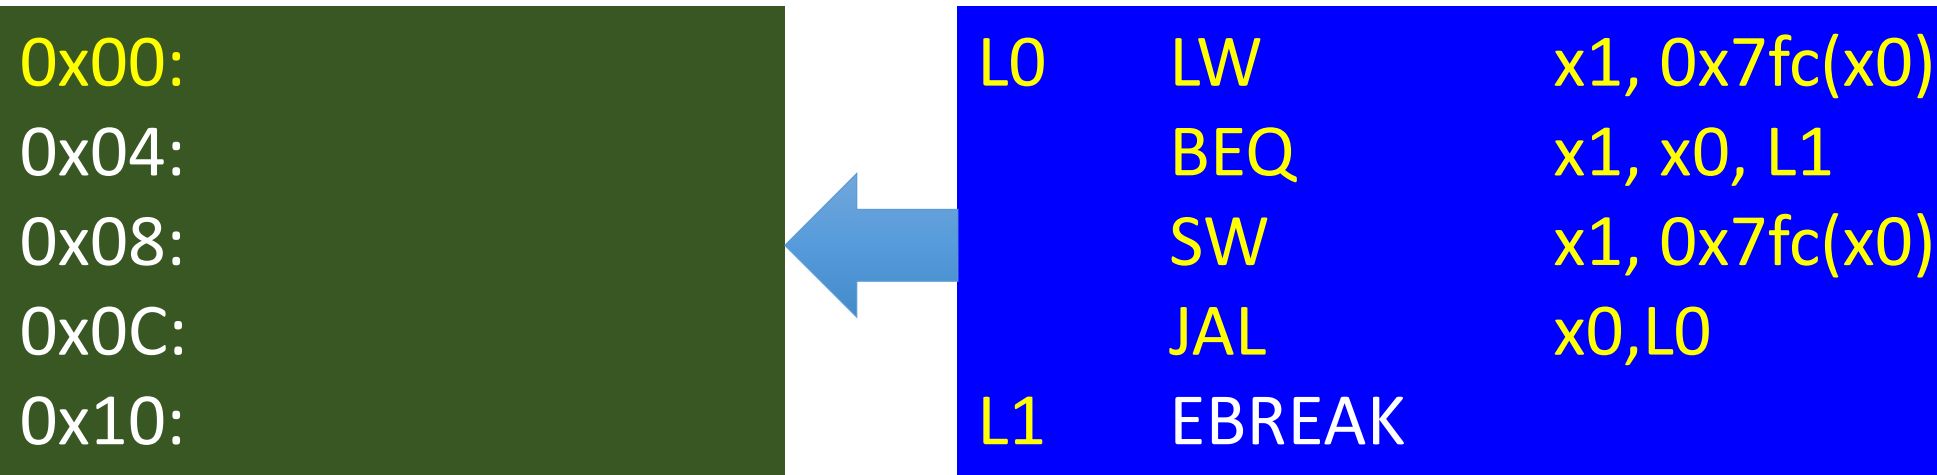 0x00:
0x04:
0x08:
0x0C:
0x10:
L0 LW x1, 0x7fc(x0)
BEQ x1, x0, L1
SW x1, 0x7fc(x0)
JAL x0,L0
L1 EBREAK